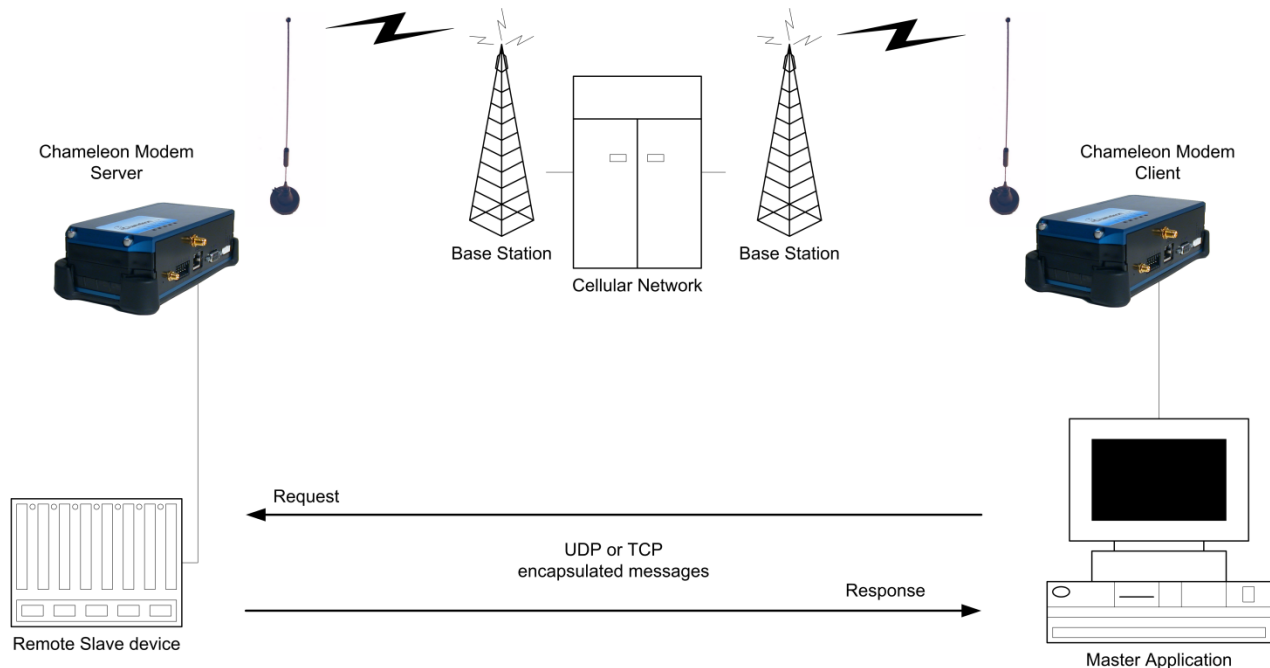 Chameleon Modem
Server
Base Station
Cellular Network
Base Station
Chameleon Modem
Client
Request
UDP or TCP
encapsulated messages
Response
Remote Slave device
Master Application